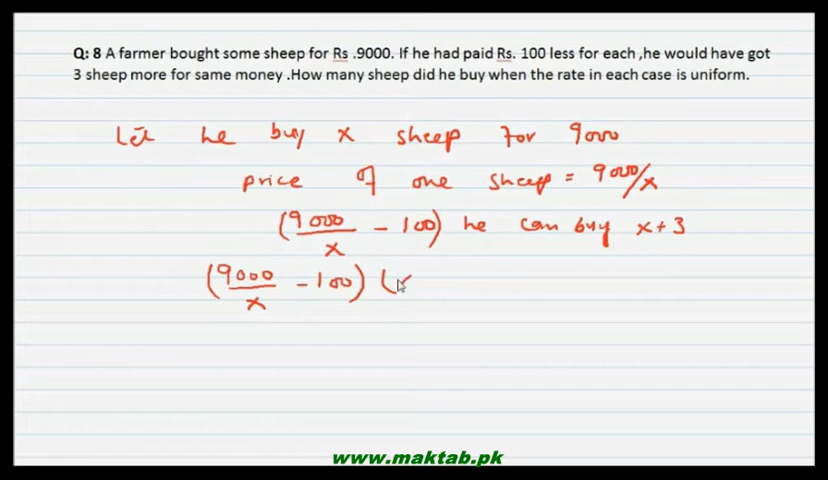 Q: 8 A farmer bought some sheep for Rs .9000. If he had paid Rs. 100 less for each ,he would have got
3 sheep more for same money .How many sheep did he buy when the rate in each case is uniform.
Let he buy x sheep for 9000
price of one sheep = 9000/x
(9000/x - 100) he can buy x+3
(9000/x - 100) (x
www.maktab.pk